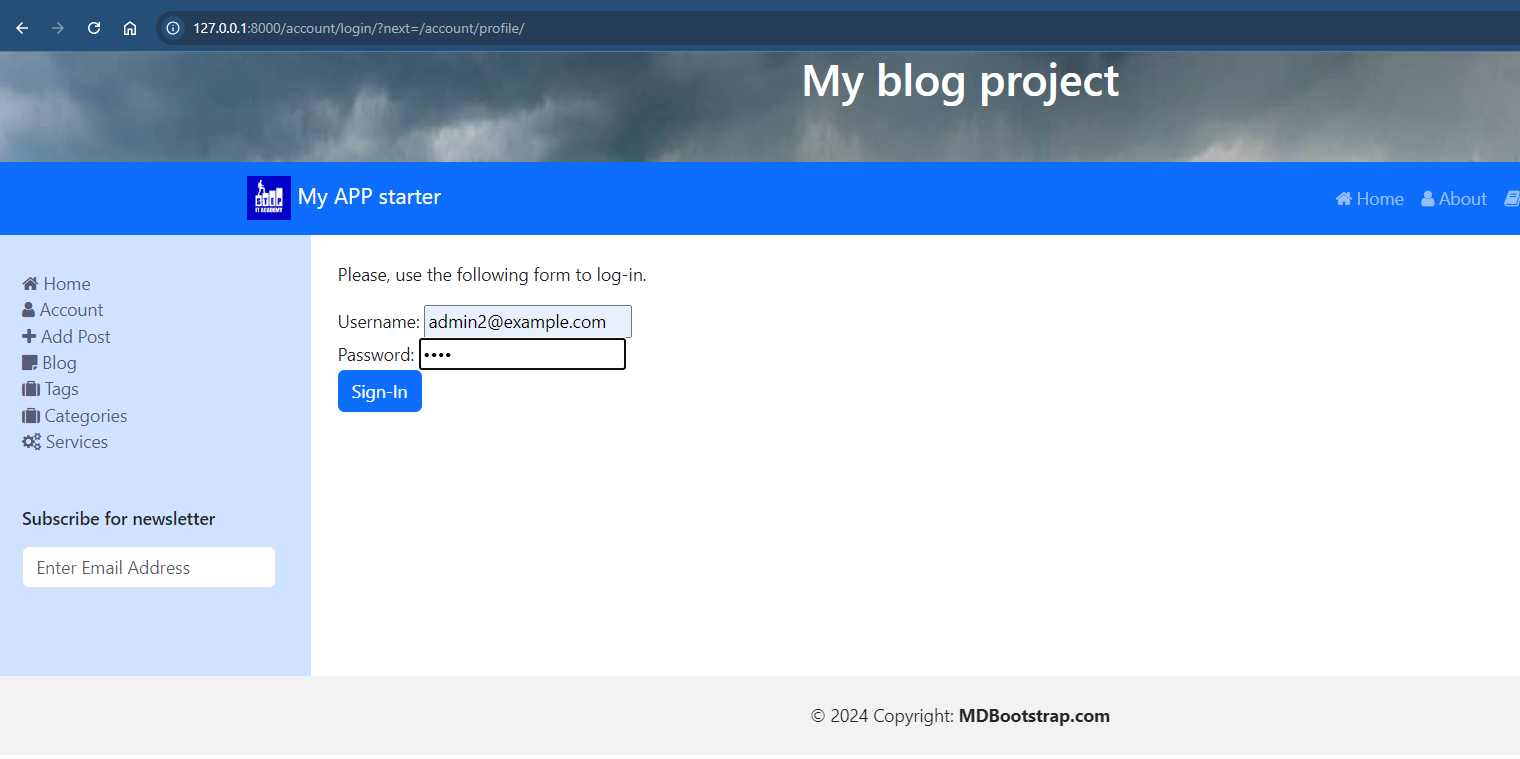 127.0.0.1:8000/account/login/?next=/account/profile/
My blog project
STEP
IT ACADEMY
My APP starter
Home
About
Home
Account
Add Post
Blog
Tags
Categories
Services
Subscribe for newsletter
Enter Email Address
Please, use the following form to log-in.
Username: admin2@example.com
Password: ••••
Sign-In
© 2024 Copyright: MDBootstrap.com